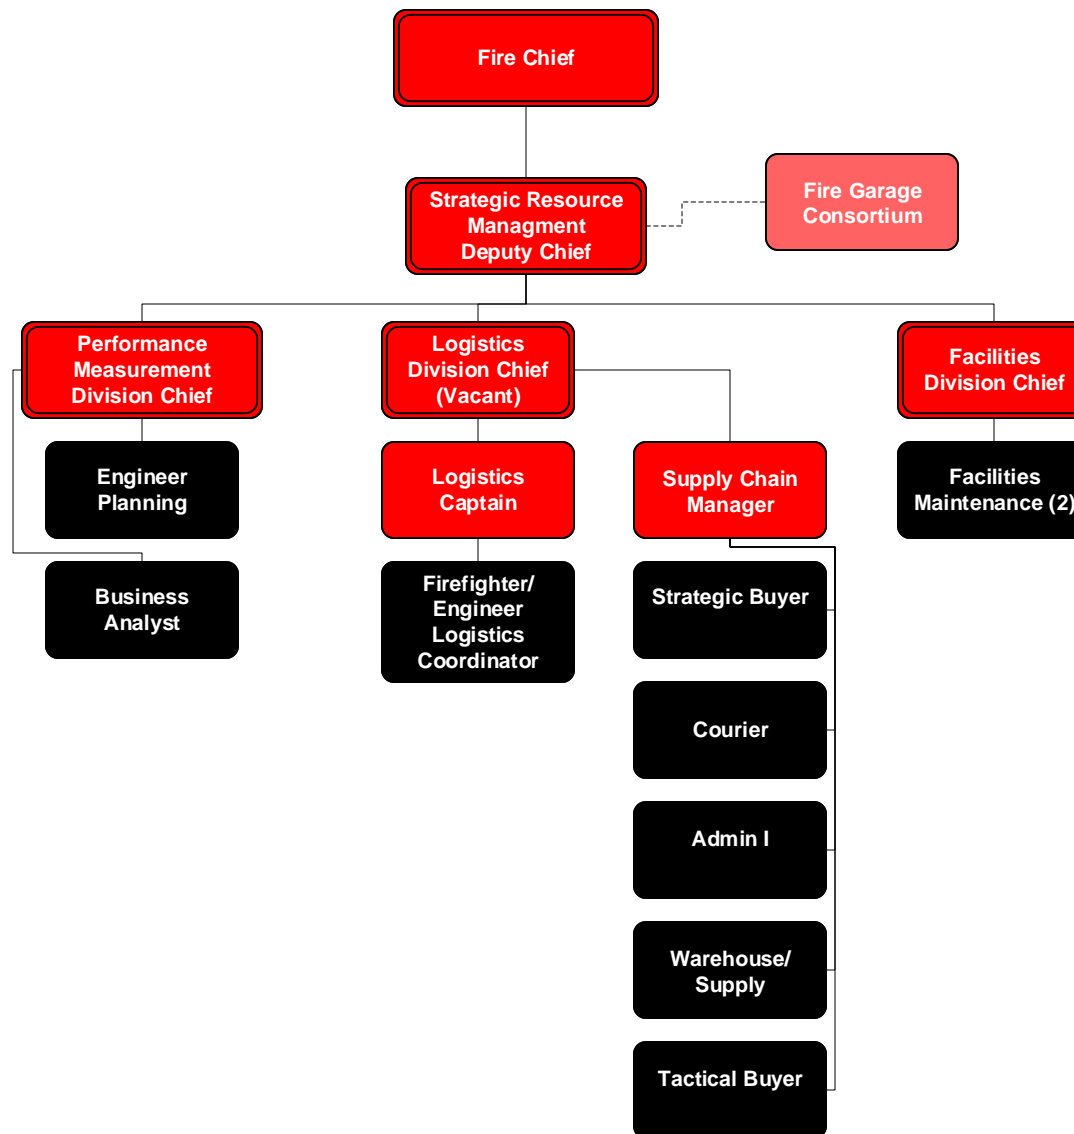 Fire Chief
Fire Garage
Consortium
Strategic Resource
Managment
Deputy Chief
Performance
Measurement
Division Chief
Logistics
Division Chief
(Vacant)
Facilities
Division Chief
Engineer
Planning
Logistics
Captain
Supply Chain
Manager
Facilities
Maintenance (2)
Business
Analyst
Firefighter/
Engineer
Logistics
Coordinator
Strategic Buyer
Courier
Admin I
Warehouse/
Supply
Tactical Buyer